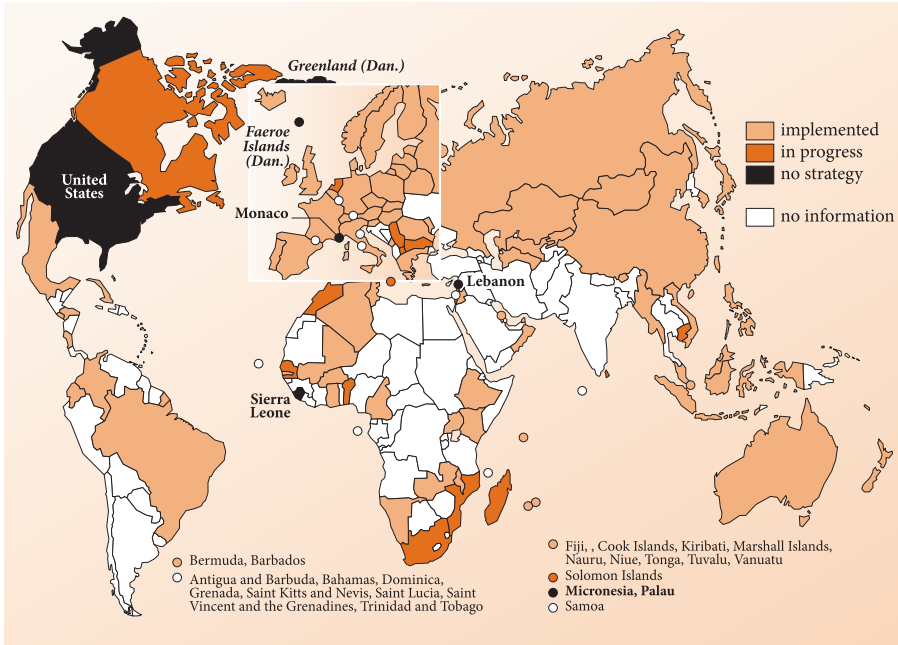 Greenland (Dan.)
Faeroe
Islands
(Dan.)
United
States
Monaco
Lebanon
Sierra
Leone
implemented
in progress
no strategy
no information
Bermuda, Barbados
Antigua and Barbuda, Bahamas, Dominica,
Grenada, Saint Kitts and Nevis, Saint Lucia, Saint
Vincent and the Grenadines, Trinidad and Tobago
Fiji, , Cook Islands, Kiribati, Marshall Islands,
Nauru, Niue, Tonga, Tuvalu, Vanuatu
Solomon Islands
Micronesia, Palau
Samoa